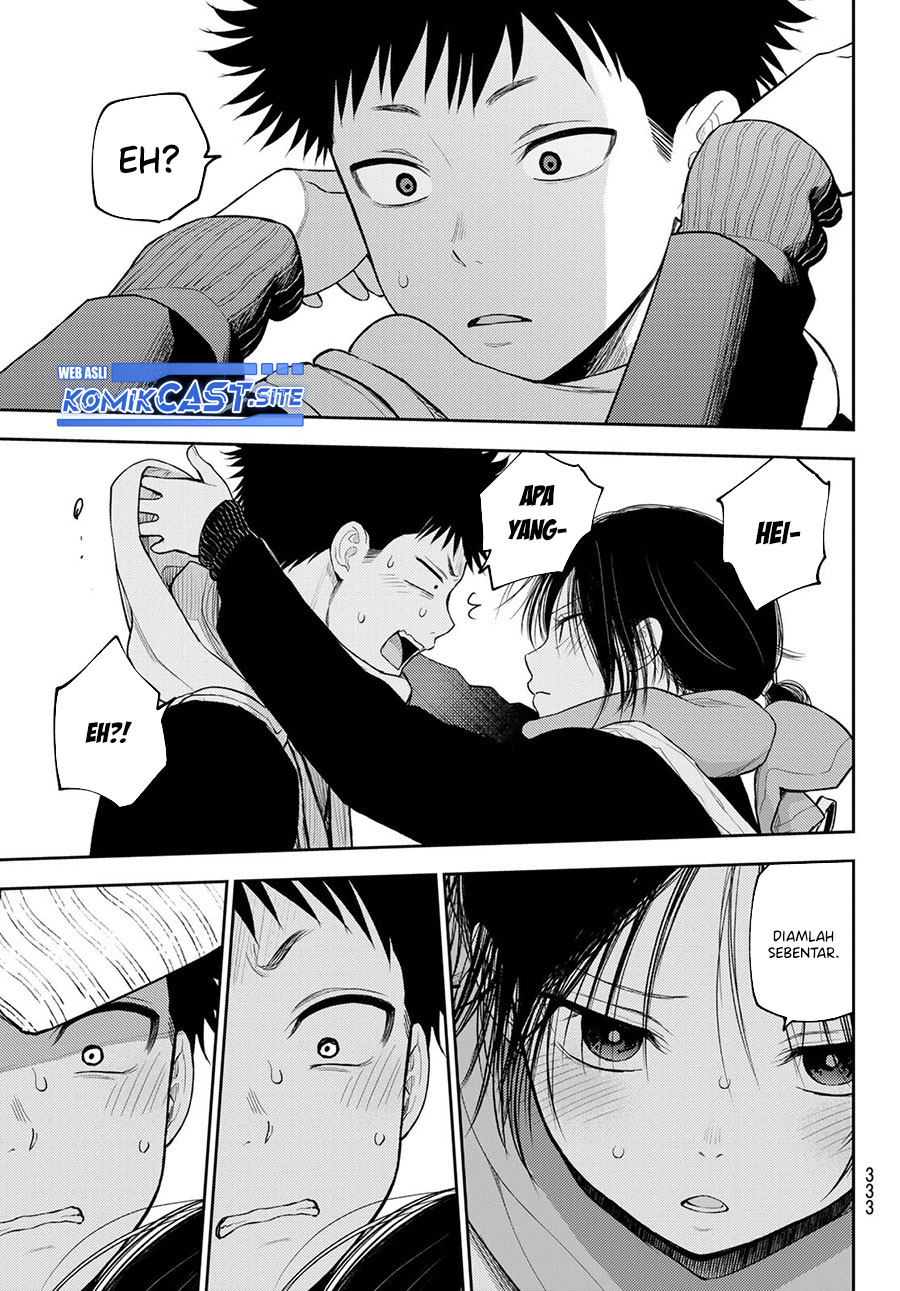 EH?
WEB ASLI
KOMIKCAST.SITE
HEI-
APA
YANG-
EH?!
DIAMLAH
SEBENTAR.
333